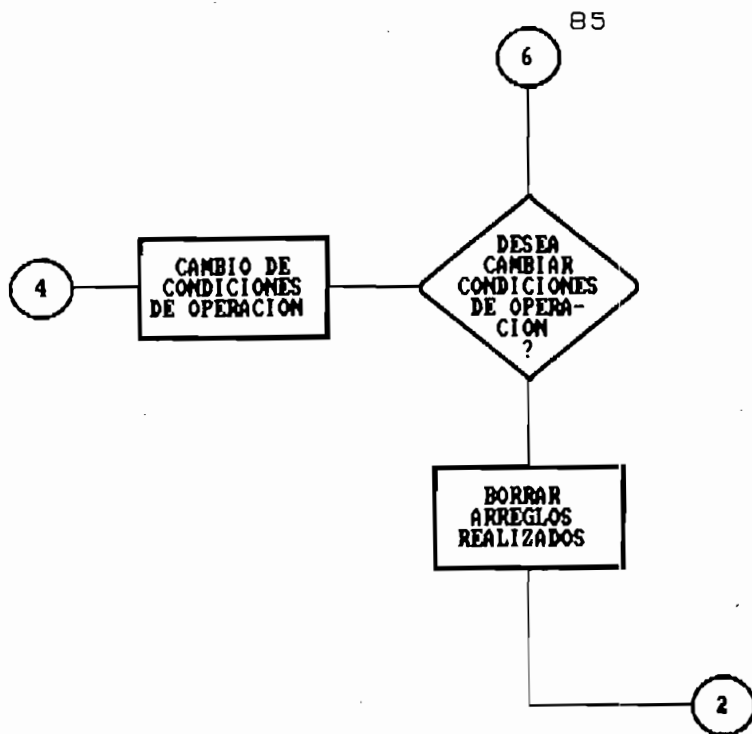 85
6
DESEA
CAMBIAR
CONDICIONES
DE OPERA-
CION
?
CAMBIO DE
CONDICIONES
DE OPERACION
4
BORRAR
ARREGLOS
REALIZADOS
2